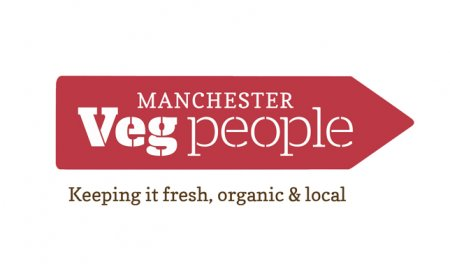 MANCHESTER
Veg people
Keeping it fresh, organic & local